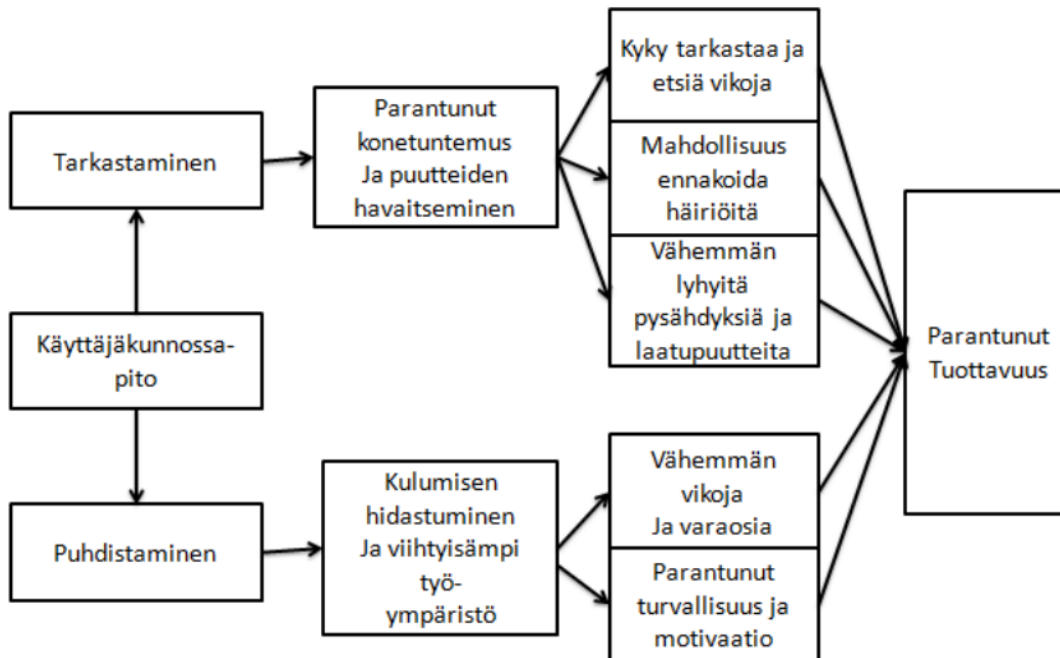 Tarkastaminen
Käyttäjäkunnossa-
pito
Puhdistaminen
Parantunut
konetuntemus
Ja puutteiden
havaitseminen
Kulumisen
hidastuminen
Ja viihtyisämpi
työ-
ympäristö
Kyky tarkastaa ja
etsiä vikoja
Mahdollisuus
ennakoida
häiriöitä
Vähemmän
lyhyitä
pysähdyksiä ja
laatupuutteita
Vähemmän
vikoja
Ja varaosia
Parantunut
turvallisuus ja
motivaatio
Parantunut
Tuottavuus